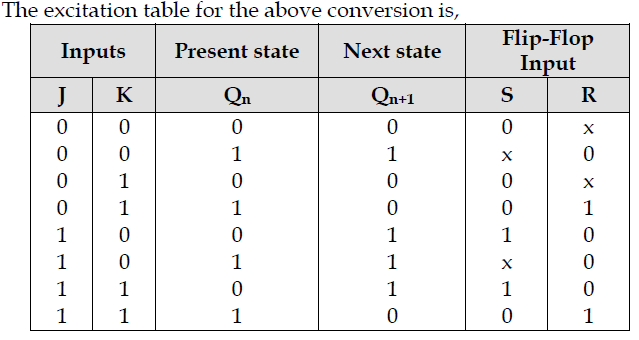 The excitation table for the above conversion is,
Inputs Present state Next state Flip-Flop Input
J K Qn Qn+1 S R
0 0 0 0 0 x
0 0 1 1 x 0
0 1 0 0 0 x
0 1 1 0 0 1
1 0 0 1 1 0
1 0 1 1 x 0
1 1 0 1 1 0
1 1 1 0 0 1